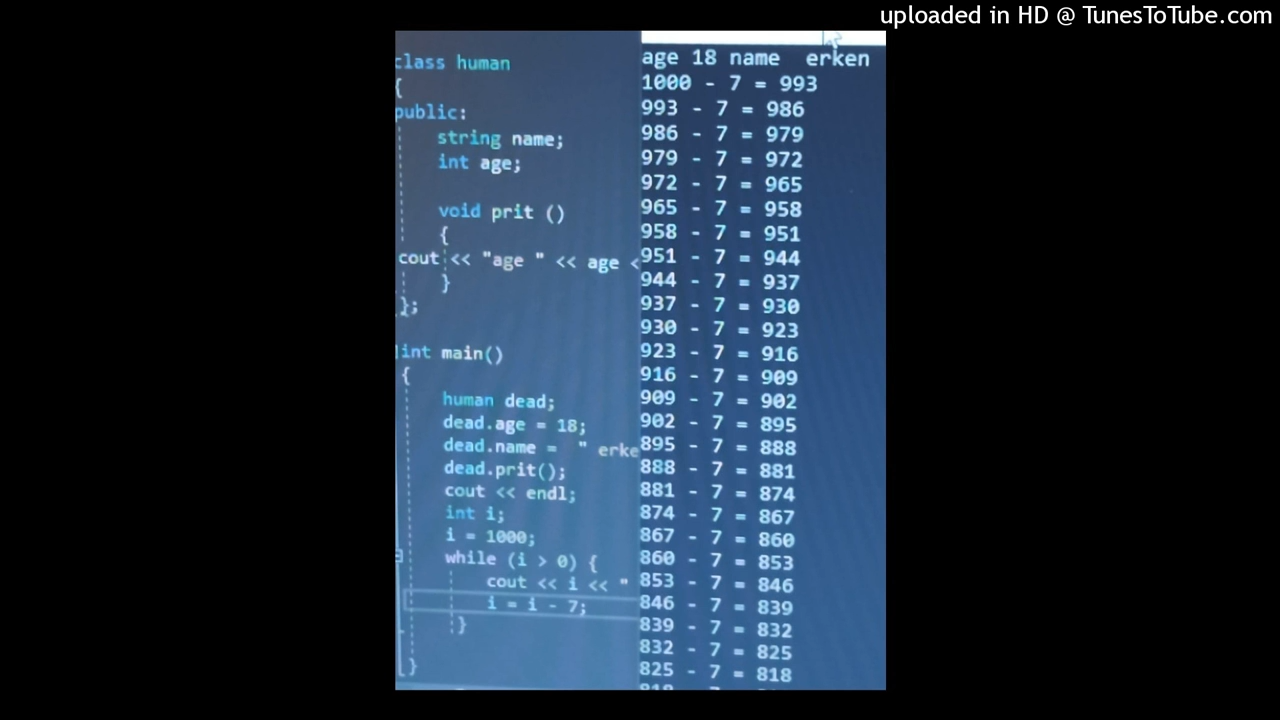 uploaded in HD @ TunesToTube.com
class human
{
public:
string name;
int age;
void prit ()
{
cout << "age " << age <
}
};
int main()
{
human dead;
dead.age = 18;
dead.name = " erke
dead.prit();
cout << endl;
int i;
i = 1000;
while (i > 0) {
cout << i << "
i = i - 7;
}
}
age 18 name  erken
1000 - 7 = 993
993 - 7 = 986
986 - 7 = 979
979 - 7 = 972
972 - 7 = 965
965 - 7 = 958
958 - 7 = 951
951 - 7 = 944
944 - 7 = 937
937 - 7 = 930
930 - 7 = 923
923 - 7 = 916
916 - 7 = 909
909 - 7 = 902
902 - 7 = 895
895 - 7 = 888
888 - 7 = 881
881 - 7 = 874
874 - 7 = 867
867 - 7 = 860
860 - 7 = 853
853 - 7 = 846
846 - 7 = 839
839 - 7 = 832
832 - 7 = 825
825 - 7 = 818